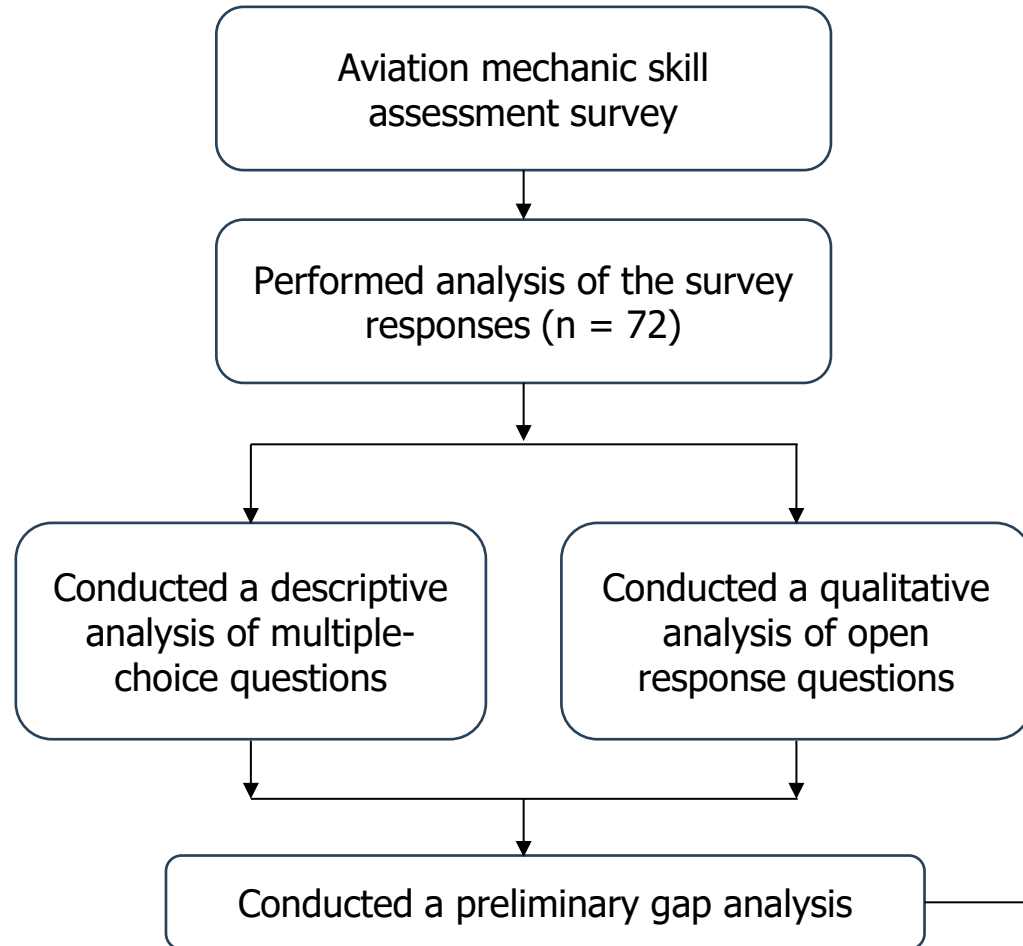 Aviation mechanic skill
assessment survey
Performed analysis of the survey
responses (n = 72)
Conducted a descriptive
analysis of multiple-
choice questions
Conducted a qualitative
analysis of open
response questions
Conducted a preliminary gap analysis